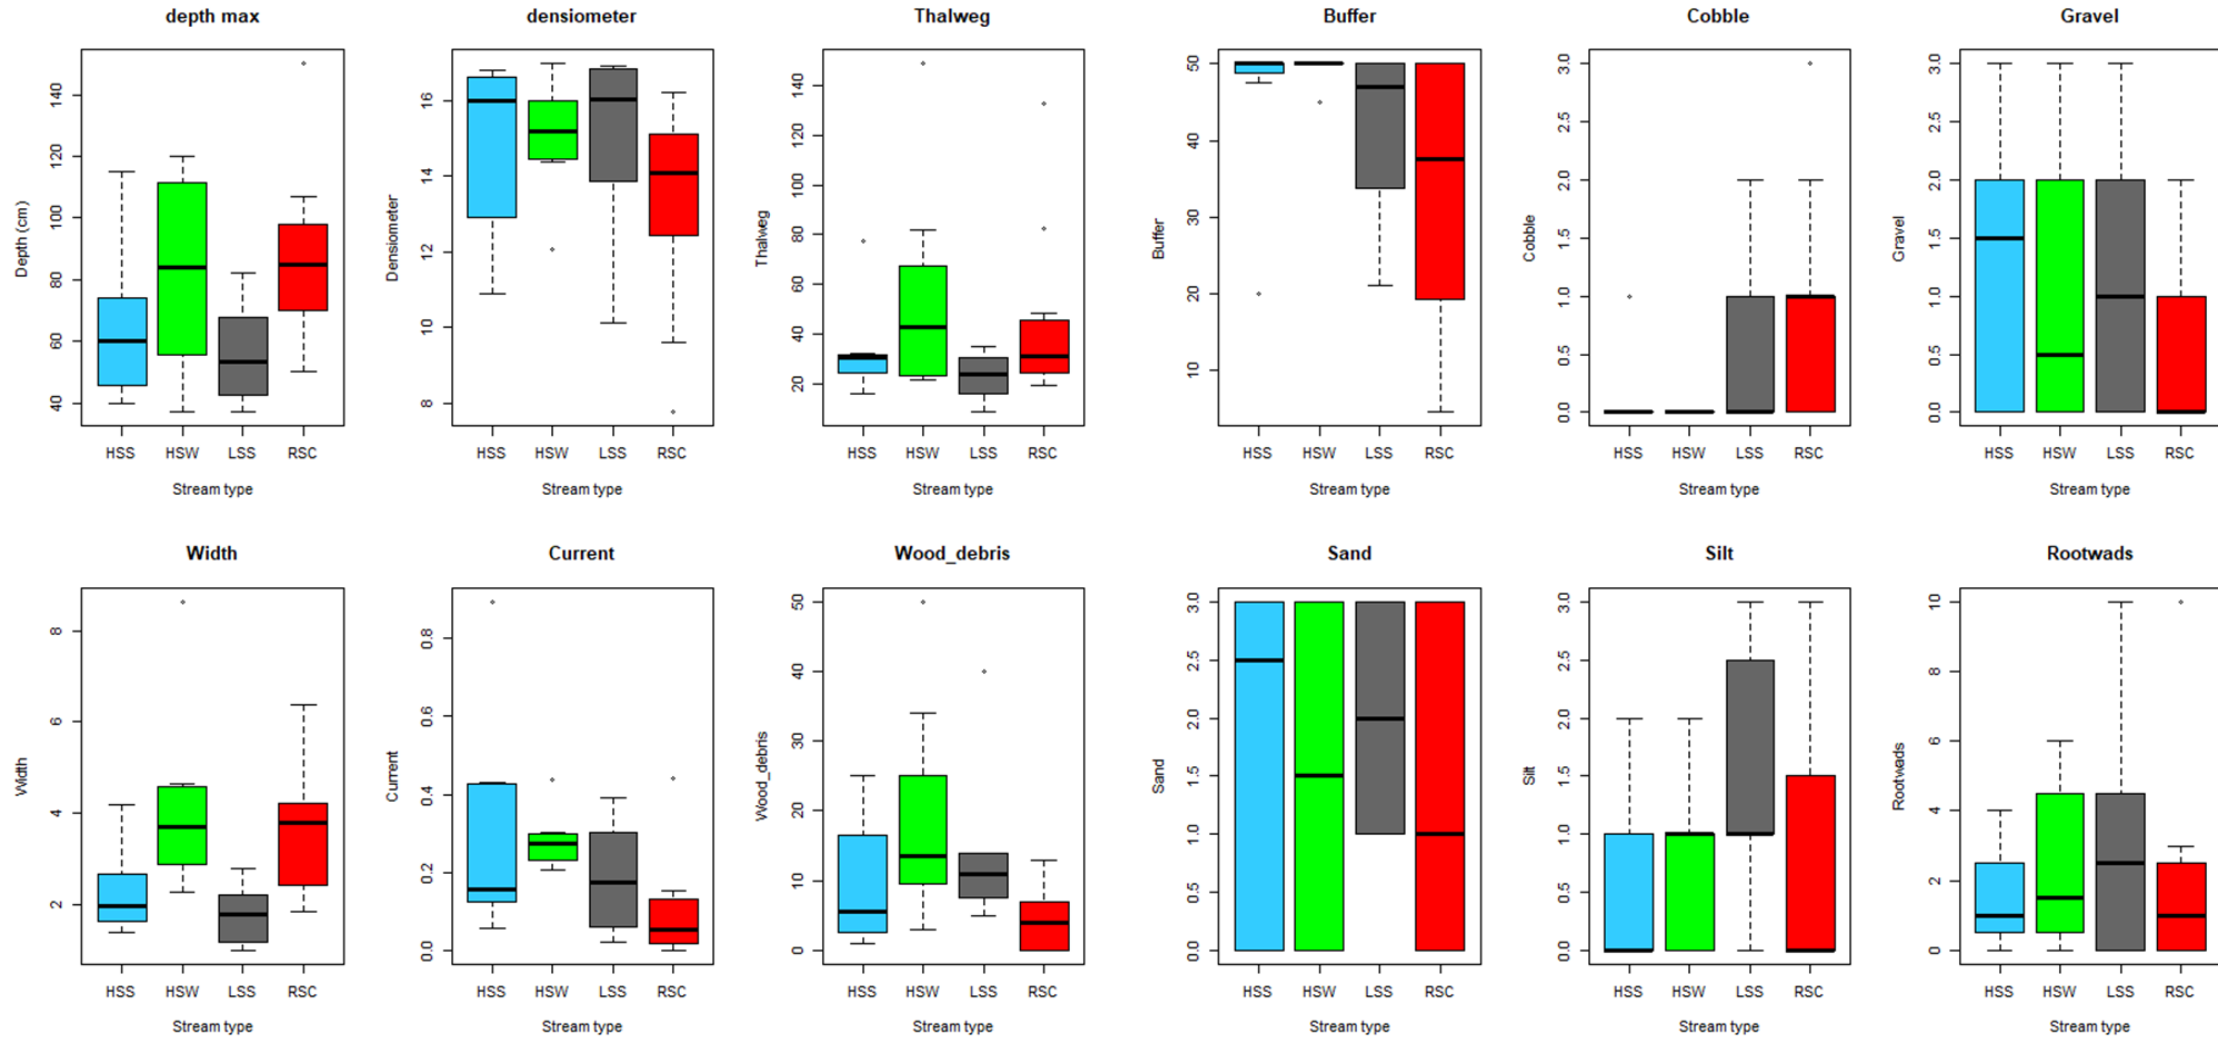 depth max
densiometer
Thalweg
Buffer
Cobble
Gravel
Depth (cm)
40 60 80 100 120 140
HSS HSW LSS RSC
Stream type
Densiometer
8 10 12 14 16
HSS HSW LSS RSC
Stream type
Thalweg
20 40 60 80 100 120 140
HSS HSW LSS RSC
Stream type
Buffer
10 20 30 40 50
HSS HSW LSS RSC
Stream type
Cobble
0.0 0.5 1.0 1.5 2.0 2.5 3.0
HSS HSW LSS RSC
Stream type
Gravel
0.0 0.5 1.0 1.5 2.0 2.5 3.0
HSS HSW LSS RSC
Stream type
Width
Current
Wood_debris
Sand
Silt
Rootwads
Width
2 4 6 8
HSS HSW LSS RSC
Stream type
Current
0.0 0.2 0.4 0.6 0.8
HSS HSW LSS RSC
Stream type
Wood_debris
0 10 20 30 40 50
HSS HSW LSS RSC
Stream type
Sand
0.0 0.5 1.0 1.5 2.0 2.5 3.0
HSS HSW LSS RSC
Stream type
Silt
0.0 0.5 1.0 1.5 2.0 2.5 3.0
HSS HSW LSS RSC
Stream type
Rootwads
0 2 4 6 8 10
HSS HSW LSS RSC
Stream type